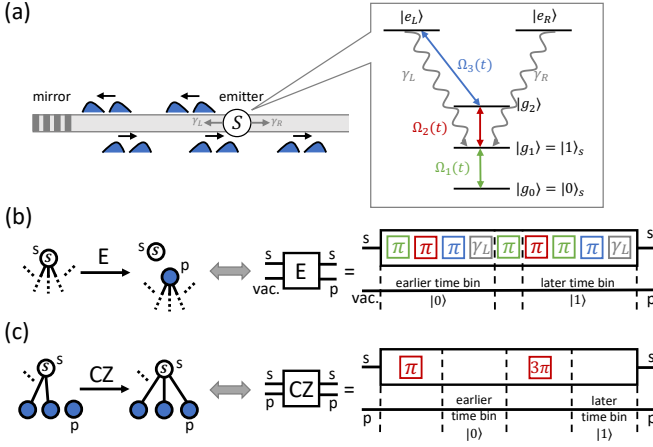 (a)
mirror
emitter
S
γ_L
γ_R
|e_L⟩
|e_R⟩
Ω_3(t)
γ_L
γ_R
|g_2⟩
Ω_2(t)
|g_1⟩ = |1⟩_s
Ω_1(t)
|g_0⟩ = |0⟩_s
(b)
s S E S p
s E s
vac. p
=
s π π π γ_L π π π π γ_L s
vac. earlier time bin later time bin p
|0⟩ |1⟩
(c)
S s CZ S s
p p
s CZ s
p p
=
s π 3π s
p earlier later p
time bin time bin
|0⟩ |1⟩